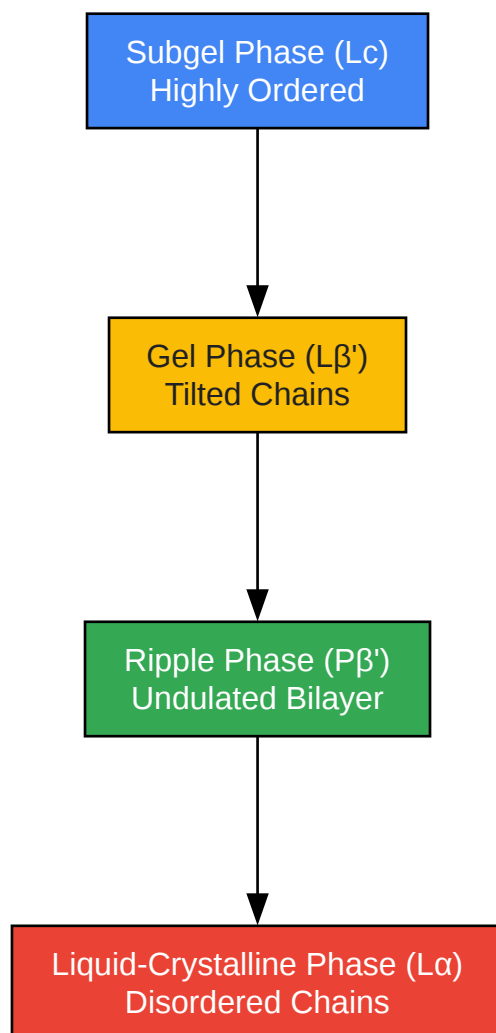 Subgel Phase (Lc)
Highly Ordered
Gel Phase (Lβ')
Tilted Chains
Ripple Phase (Pβ')
Undulated Bilayer
Liquid-Crystalline Phase (Lα)
Disordered Chains